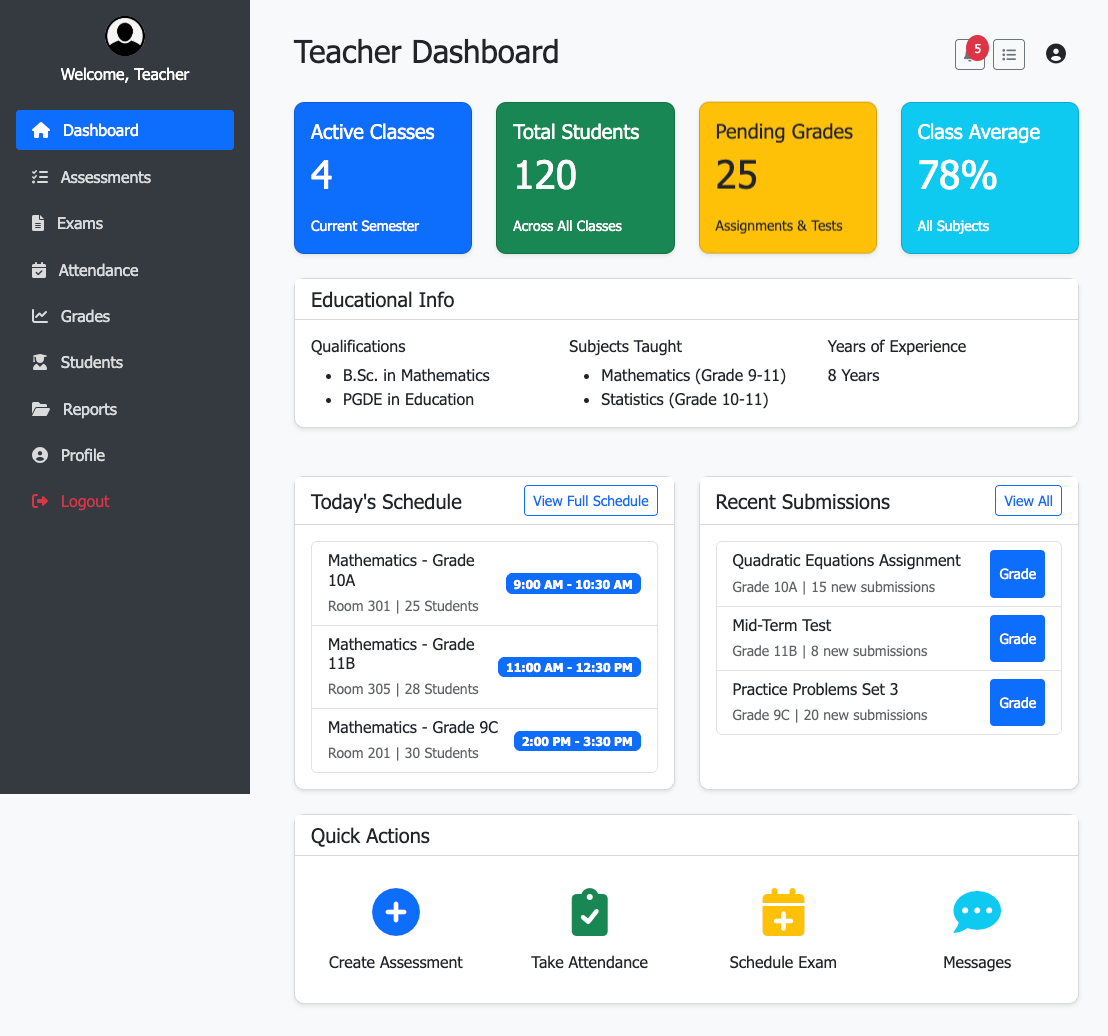 Welcome, Teacher
Dashboard
Assessments
Exams
Attendance
Grades
Students
Reports
Profile
Logout
Teacher Dashboard
5
Active Classes
4
Current Semester
Total Students
120
Across All Classes
Pending Grades
25
Assignments & Tests
Class Average
78%
All Subjects
Educational Info
Qualifications
• B.Sc. in Mathematics
• PGDE in Education
Subjects Taught
• Mathematics (Grade 9-11)
• Statistics (Grade 10-11)
Years of Experience
8 Years
Today's Schedule
View Full Schedule
Mathematics - Grade
10A
Room 301 | 25 Students
9:00 AM - 10:30 AM
Mathematics - Grade
11B
Room 305 | 28 Students
11:00 AM - 12:30 PM
Mathematics - Grade 9C
Room 201 | 30 Students
2:00 PM - 3:30 PM
Recent Submissions
View All
Quadratic Equations Assignment
Grade 10A | 15 new submissions
Grade
Mid-Term Test
Grade 11B | 8 new submissions
Grade
Practice Problems Set 3
Grade 9C | 20 new submissions
Grade
Quick Actions
Create Assessment
Take Attendance
Schedule Exam
Messages